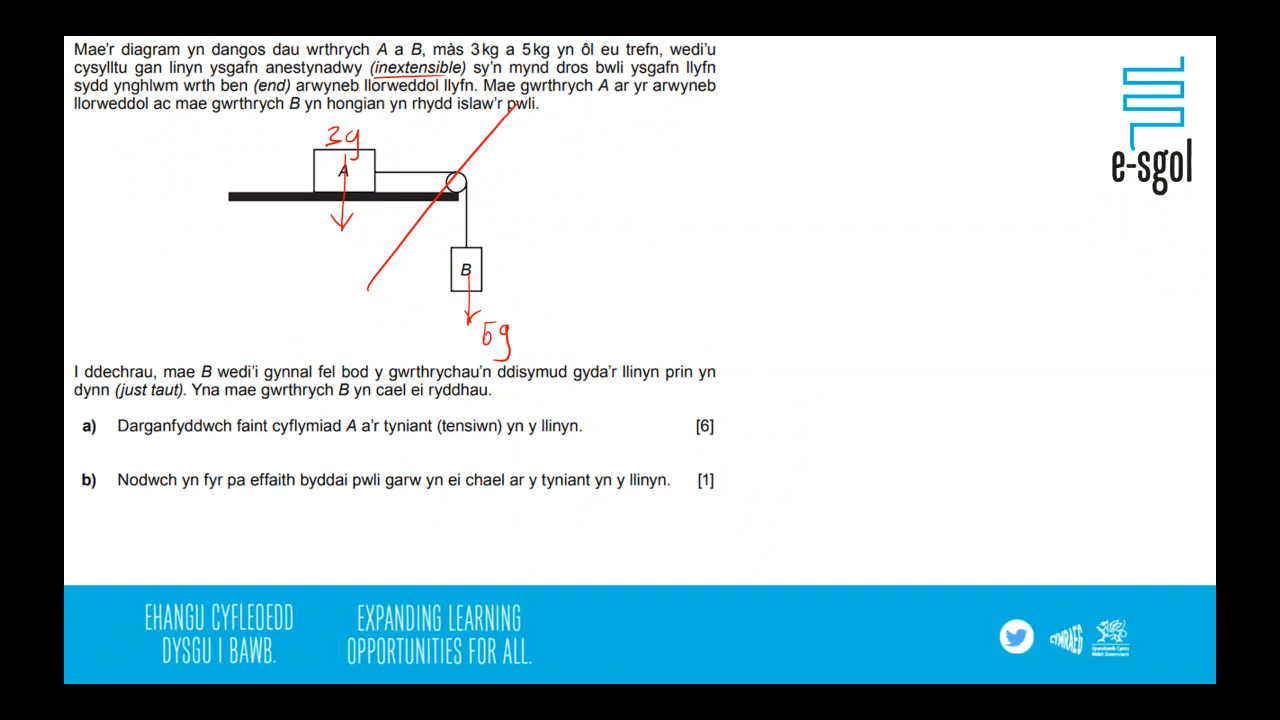 Mae'r diagram yn dangos dau wrthrych A a B, màs 3 kg a 5 kg yn ôl eu trefn, wedi'u
cysylltu gan linyn ysgafn anestynadwy (inextensible) sy'n mynd dros bwli ysgafn llyfn
sydd ynghlwm wrth ben (end) arwyneb llorweddol llyfn. Mae gwrthrych A ar yr arwyneb
llorweddol ac mae gwrthrych B yn hongian yn rhydd islaw'r pwli.
e-sgol
3g
A
B
5g
I ddechrau, mae B wedi'i gynnal fel bod y gwrthrychau'n ddisymud gyda'r llinyn prin yn
dynn (just taut). Yna mae gwrthrych B yn cael ei ryddhau.
a) Darganfyddwch faint cyflymiad A a'r tyniant (tensiwn) yn y llinyn. [6]
b) Nodwch yn fyr pa effaith byddai pwli garw yn ei chael ar y tyniant yn y llinyn. [1]
EHANGU CYFLEOEDD
DYSGU I BAWB.
EXPANDING LEARNING
OPPORTUNITIES FOR ALL.
CYMRAEG
Llywodraeth Cymru
Welsh Government